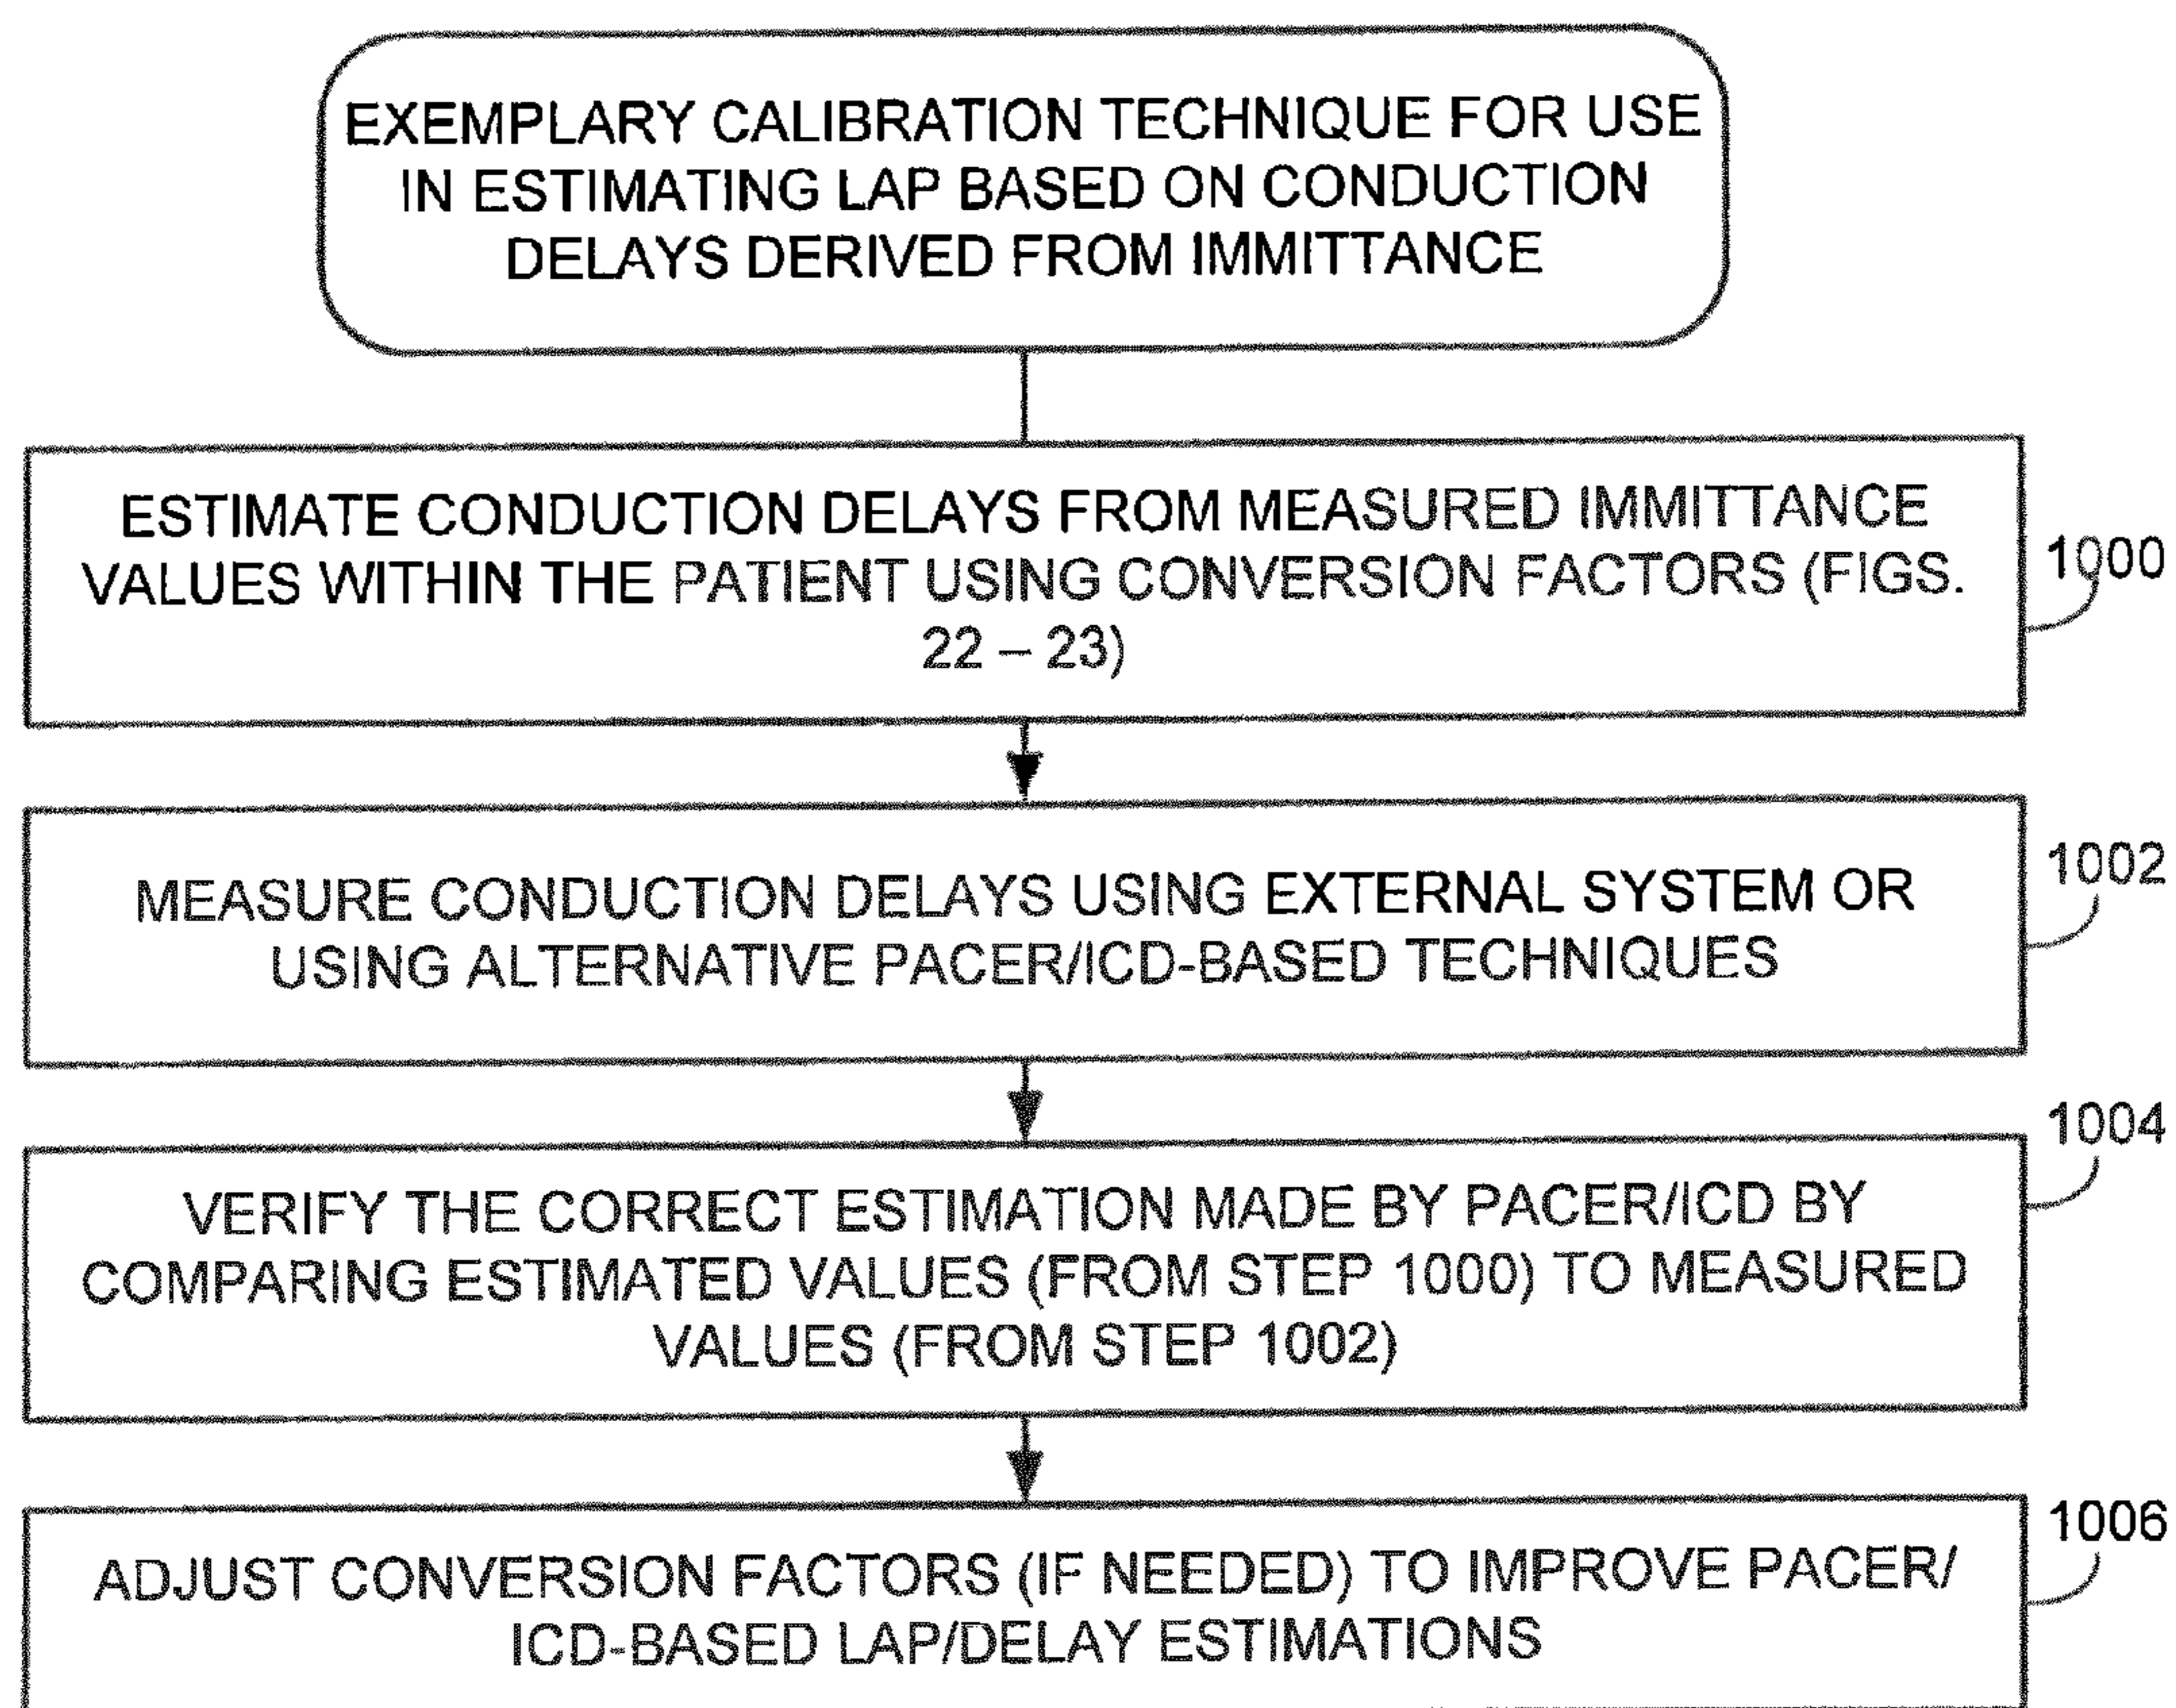 EXEMPLARY CALIBRATION TECHNIQUE FOR USE
IN ESTIMATING LAP BASED ON CONDUCTION
DELAYS DERIVED FROM IMMITTANCE
ESTIMATE CONDUCTION DELAYS FROM MEASURED IMMITTANCE
VALUES WITHIN THE PATIENT USING CONVERSION FACTORS (FIGS.
22 – 23)
1000
MEASURE CONDUCTION DELAYS USING EXTERNAL SYSTEM OR
USING ALTERNATIVE PACER/ICD-BASED TECHNIQUES
1002
VERIFY THE CORRECT ESTIMATION MADE BY PACER/ICD BY
COMPARING ESTIMATED VALUES (FROM STEP 1000) TO MEASURED
VALUES (FROM STEP 1002)
1004
ADJUST CONVERSION FACTORS (IF NEEDED) TO IMPROVE PACER/
ICD-BASED LAP/DELAY ESTIMATIONS
1006